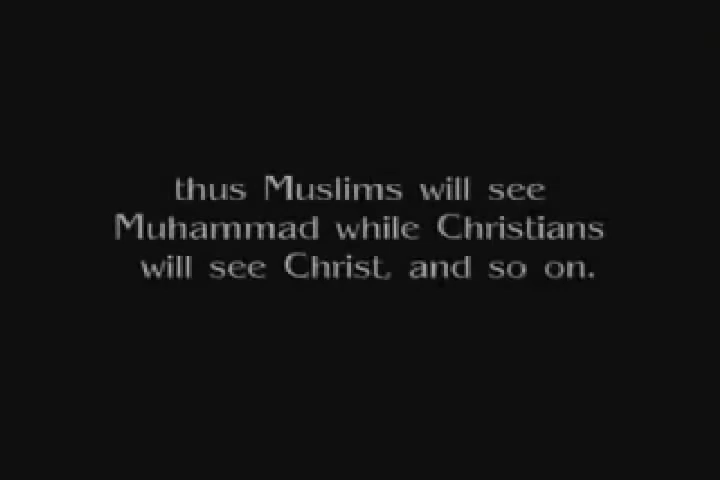 thus Muslims will see
Muhammad while Christians
will see Christ, and so on.